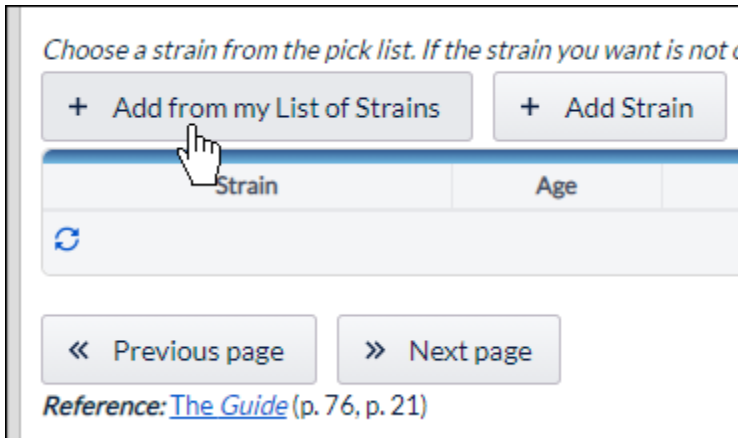 Choose a strain from the pick list. If the strain you want is not
+ Add from my List of Strains + Add Strain
Strain Age
« Previous page » Next page
Reference: The Guide (p. 76, p. 21)